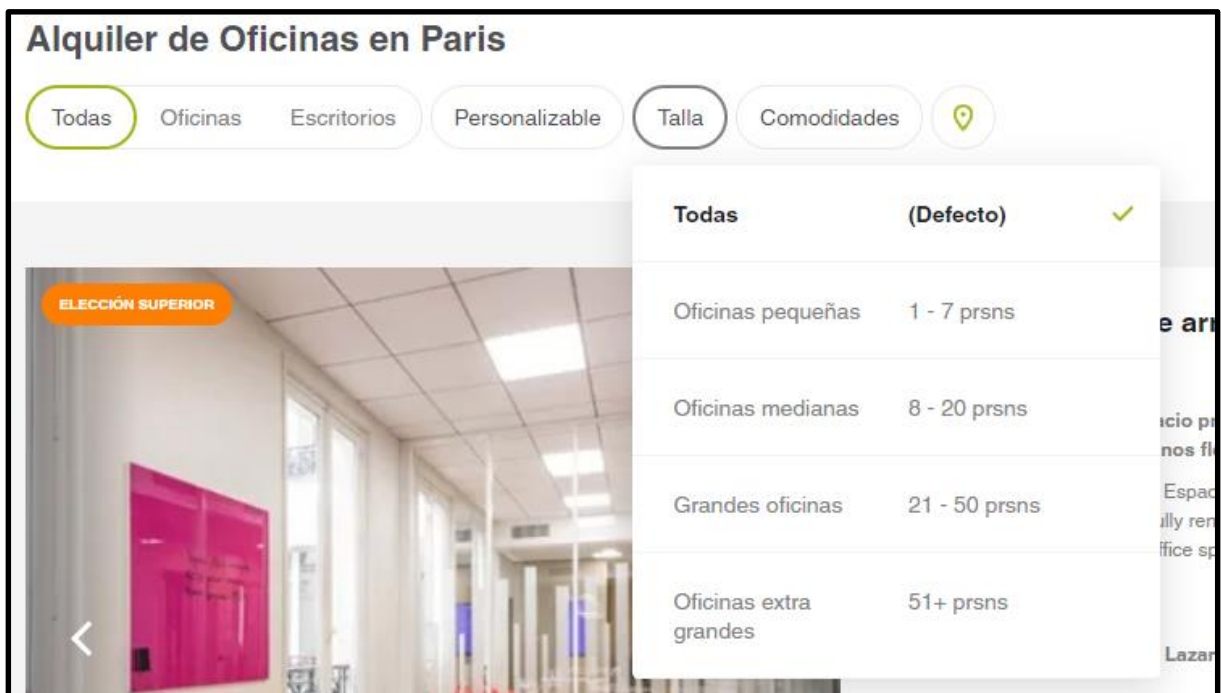 Alquiler de Oficinas en Paris
Todas Oficinas Escritorios Personalizable Talla Comodidades
Todas (Defecto)
ELECCIÓN SUPERIOR
Oficinas pequeñas 1 - 7 prsns
Oficinas medianas 8 - 20 prsns
Grandes oficinas 21 - 50 prsns
Oficinas extra 51+ prsns
grandes